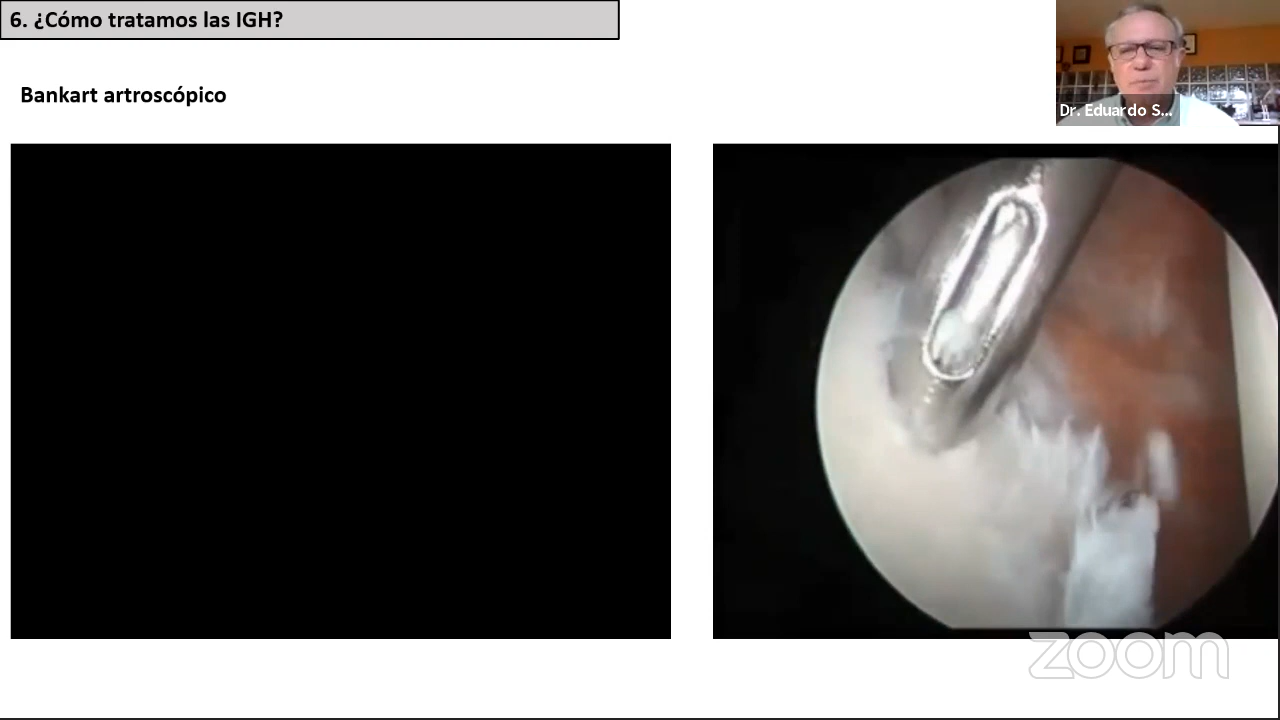 6. ¿Cómo tratamos las IGH?
Dr. Eduardo S...
Bankart artroscópico
zoom